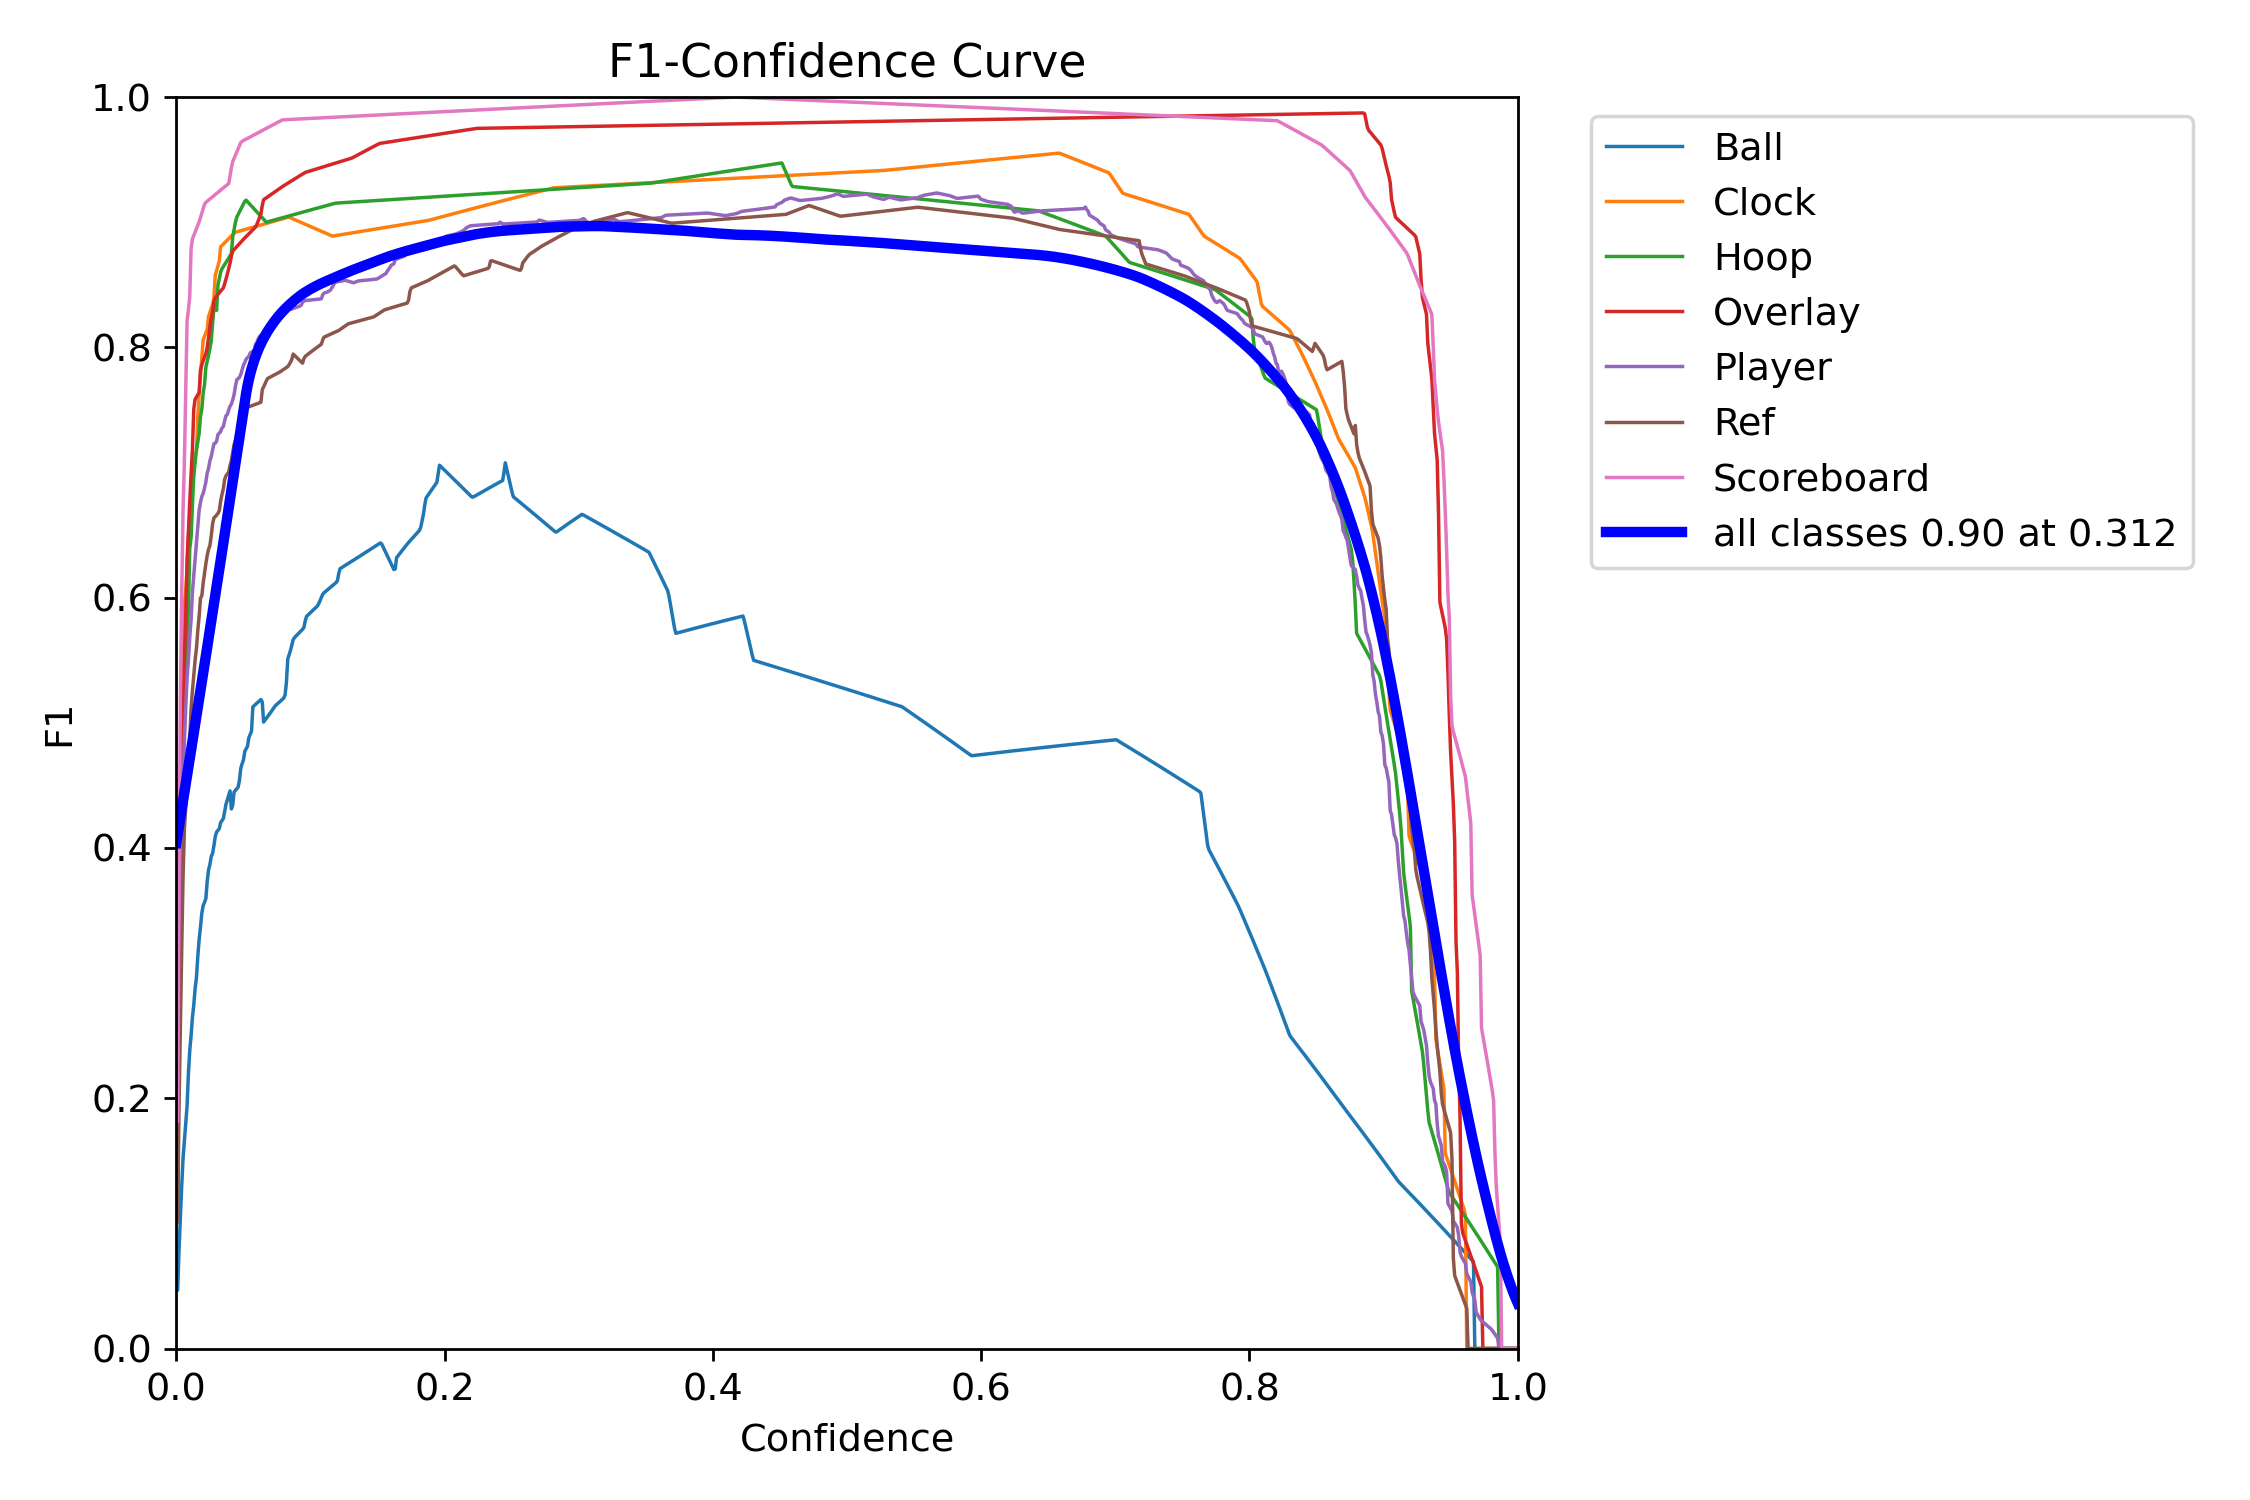 F1-Confidence Curve
1.0
0.8
0.6
0.4
0.2
0.0
F1
0.0 0.2 0.4 0.6 0.8 1.0
Confidence
Ball
Clock
Hoop
Overlay
Player
Ref
Scoreboard
all classes 0.90 at 0.312